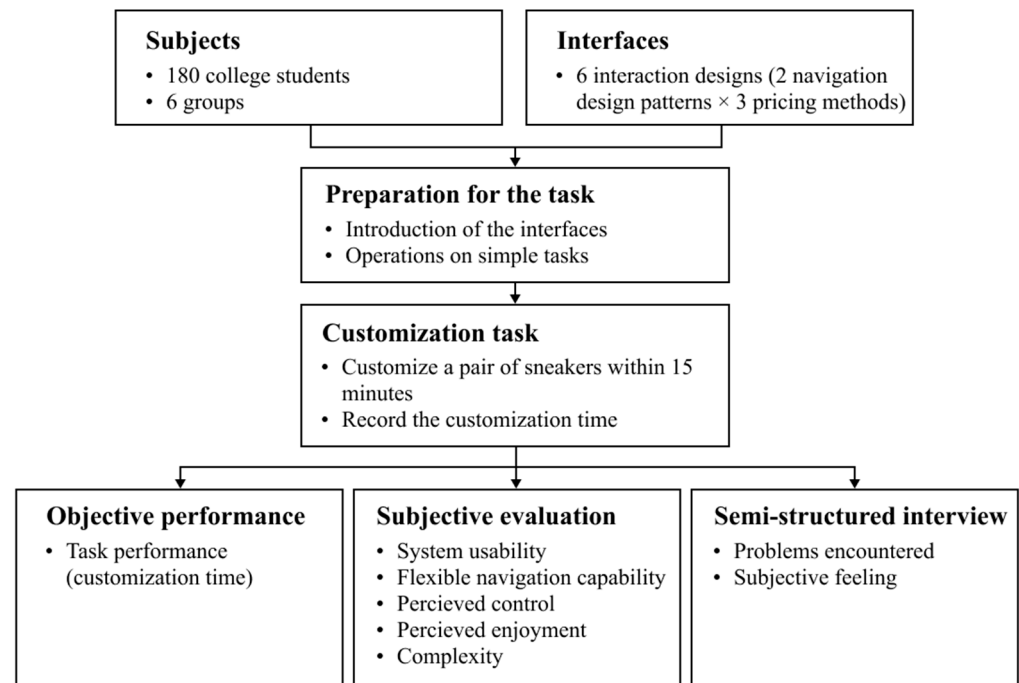 Subjects
• 180 college students
• 6 groups
Interfaces
• 6 interaction designs (2 navigation
design patterns × 3 pricing methods)
Preparation for the task
• Introduction of the interfaces
• Operations on simple tasks
Customization task
• Customize a pair of sneakers within 15
minutes
• Record the customization time
Objective performance
• Task performance
(customization time)
Subjective evaluation
• System usability
• Flexible navigation capability
• Percieved control
• Percieved enjoyment
• Complexity
Semi-structured interview
• Problems encountered
• Subjective feeling